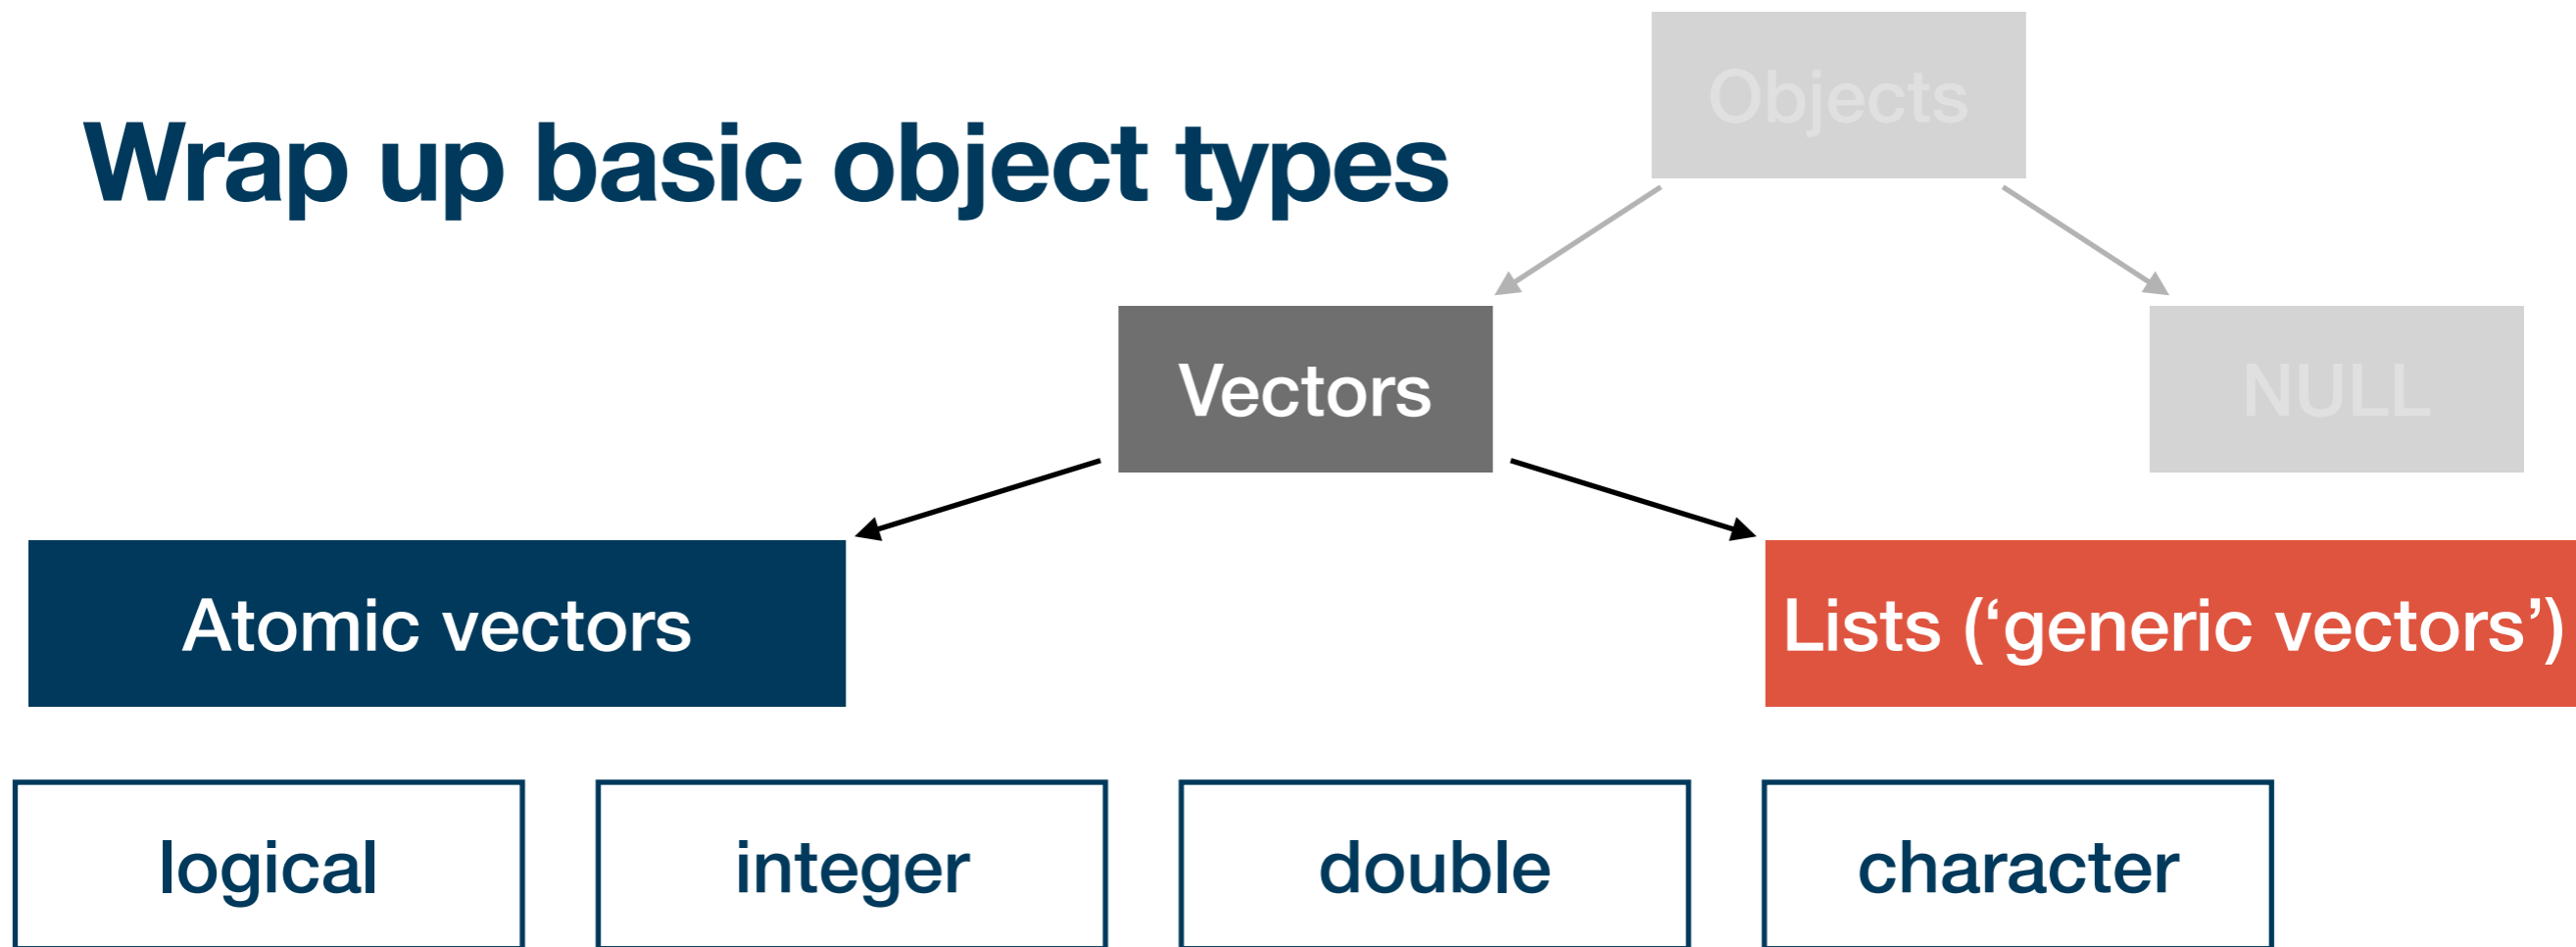 Objects
Wrap up basic object types
Vectors
NULL
Atomic vectors
Lists (‘generic vectors’)
logical
integer
double
character